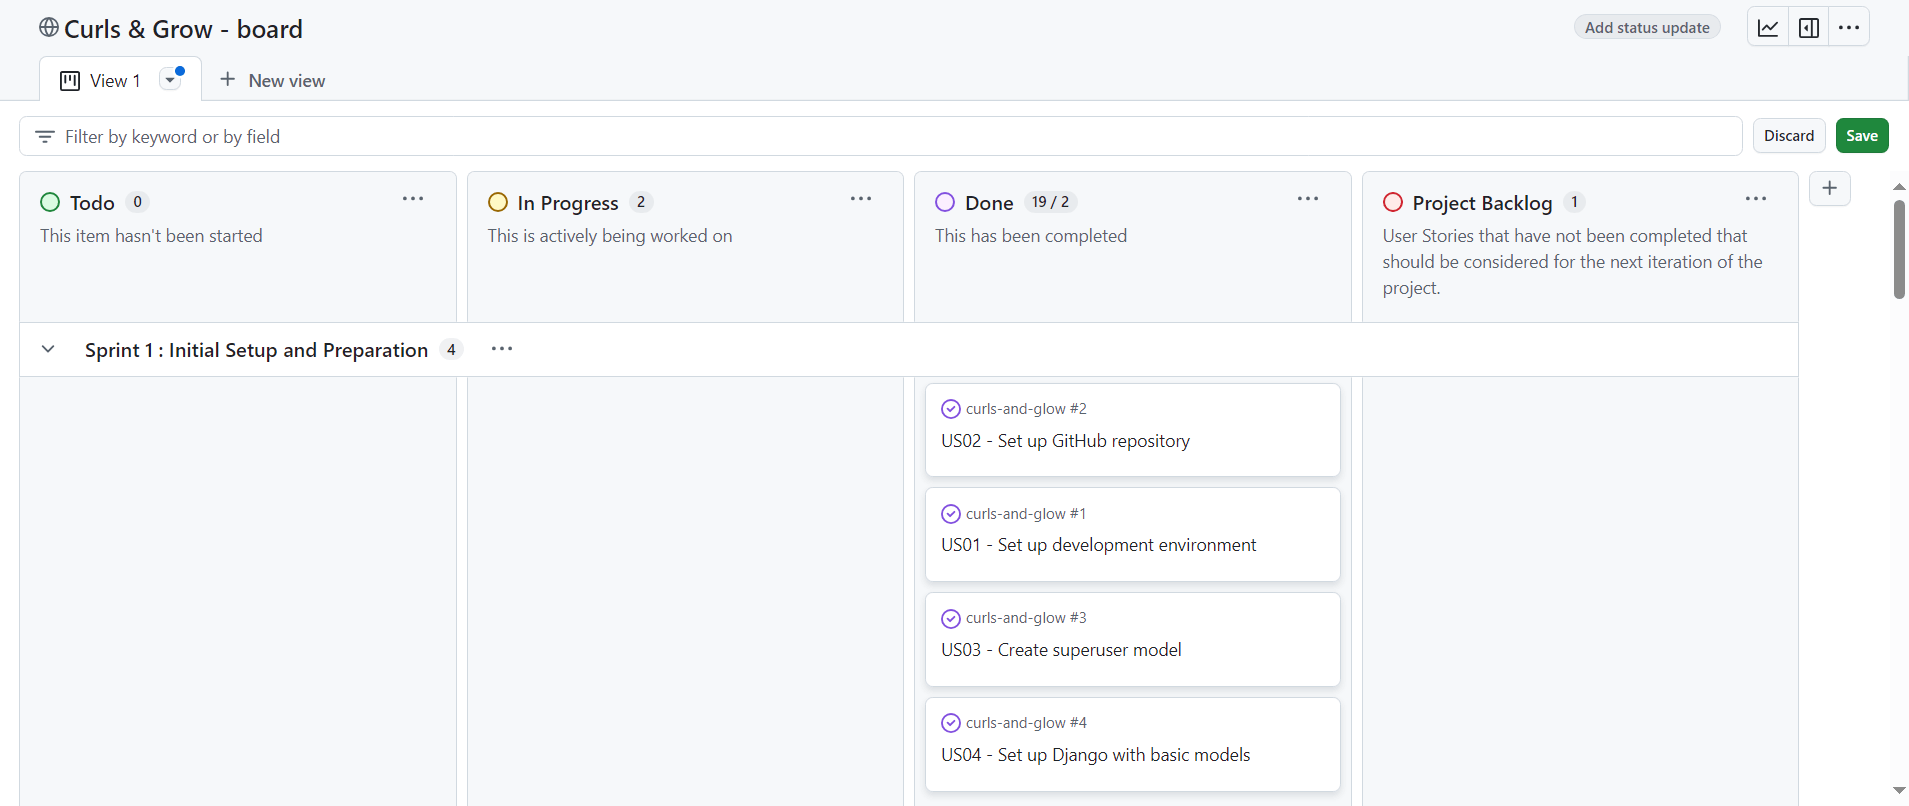 Curls & Grow - board
Add status update
View 1
New view
Filter by keyword or by field
Discard
Save
Todo 0
This item hasn't been started
In Progress 2
This is actively being worked on
Done 19 / 2
This has been completed
Project Backlog 1
User Stories that have not been completed that
should be considered for the next iteration of the
project.
Sprint 1 : Initial Setup and Preparation 4
curls-and-glow #2
US02 - Set up GitHub repository
curls-and-glow #1
US01 - Set up development environment
curls-and-glow #3
US03 - Create superuser model
curls-and-glow #4
US04 - Set up Django with basic models